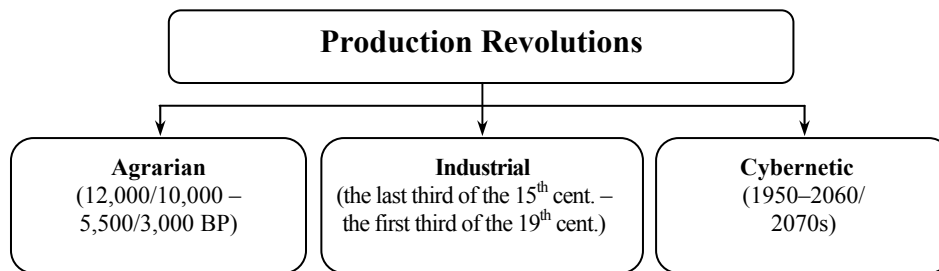 Production Revolutions
Agrarian
(12,000/10,000 –
5,500/3,000 BP)
Industrial
(the last third of the 15th cent. –
the first third of the 19th cent.)
Cybernetic
(1950–2060/
2070s)